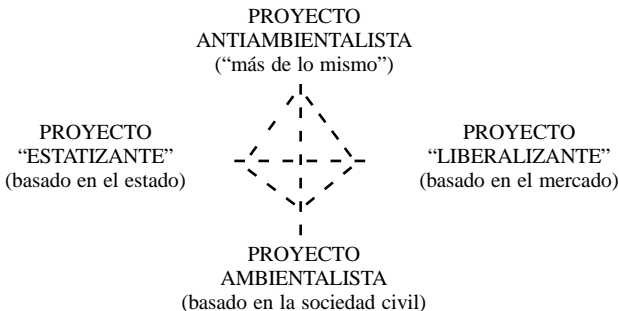 PROYECTO
ANTIAMBIENTALISTA
(“más de lo mismo”)
PROYECTO
“ESTATIZANTE”
(basado en el estado)
PROYECTO
“LIBERALIZANTE”
(basado en el mercado)
PROYECTO
AMBIENTALISTA
(basado en la sociedad civil)